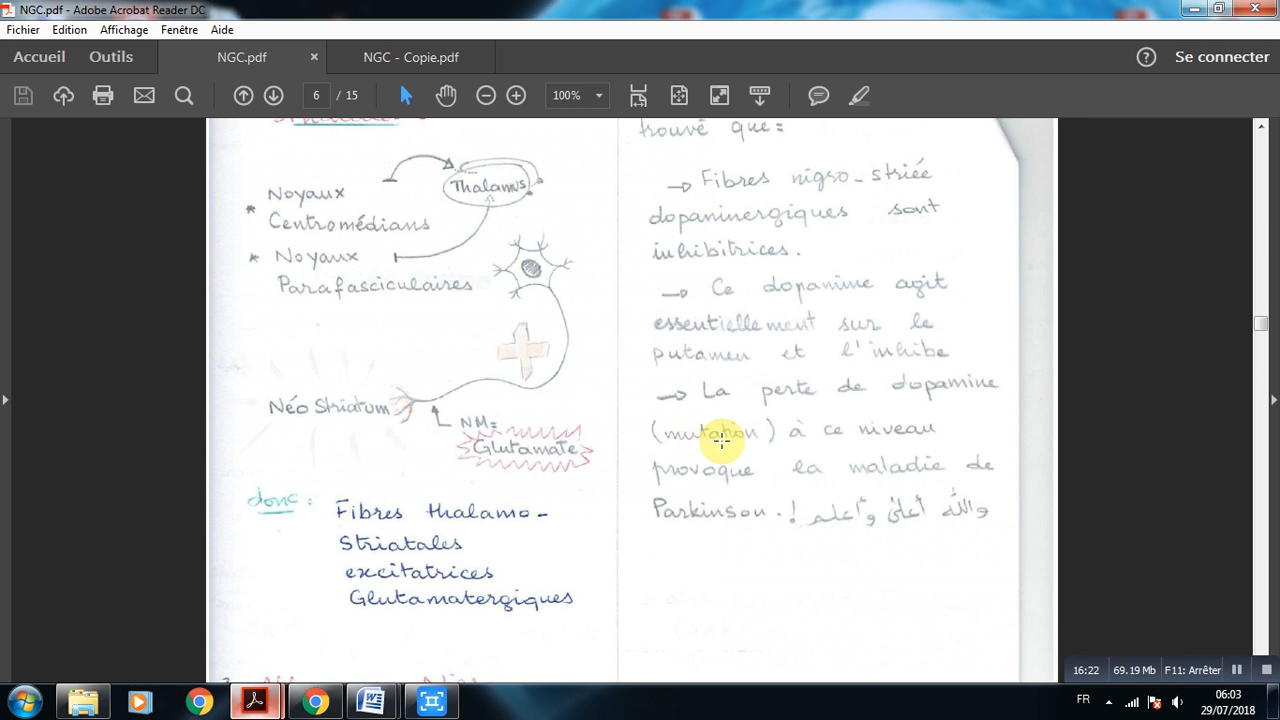 NGC.pdf - Adobe Acrobat Reader DC
Fichier Edition Affichage Fenêtre Aide
Accueil Outils NGC.pdf × NGC - Copie.pdf ? Se connecter
6 / 15 100%
Noyaux
* Centromédians
Thalamus
* Noyaux
Parafasciculaires
Néo Striatum
NM=
Glutamate
donc :
Fibres thalamo-
Striatales
excitatrices
Glutamatergiques
trouvé que=
→ Fibres nigro-striée
dopaninergiques sont
inhibitrices.
→ Ce dopamine agit
essentiellement sur le
putamen et l'inhibe
→ La perte de dopamine
(mutation) à ce niveau
provoque la maladie de
Parkinson. والله أعلى وأعلم !
16:22 69.19 Mb F11: Arrêter
FR 06:03
29/07/2018